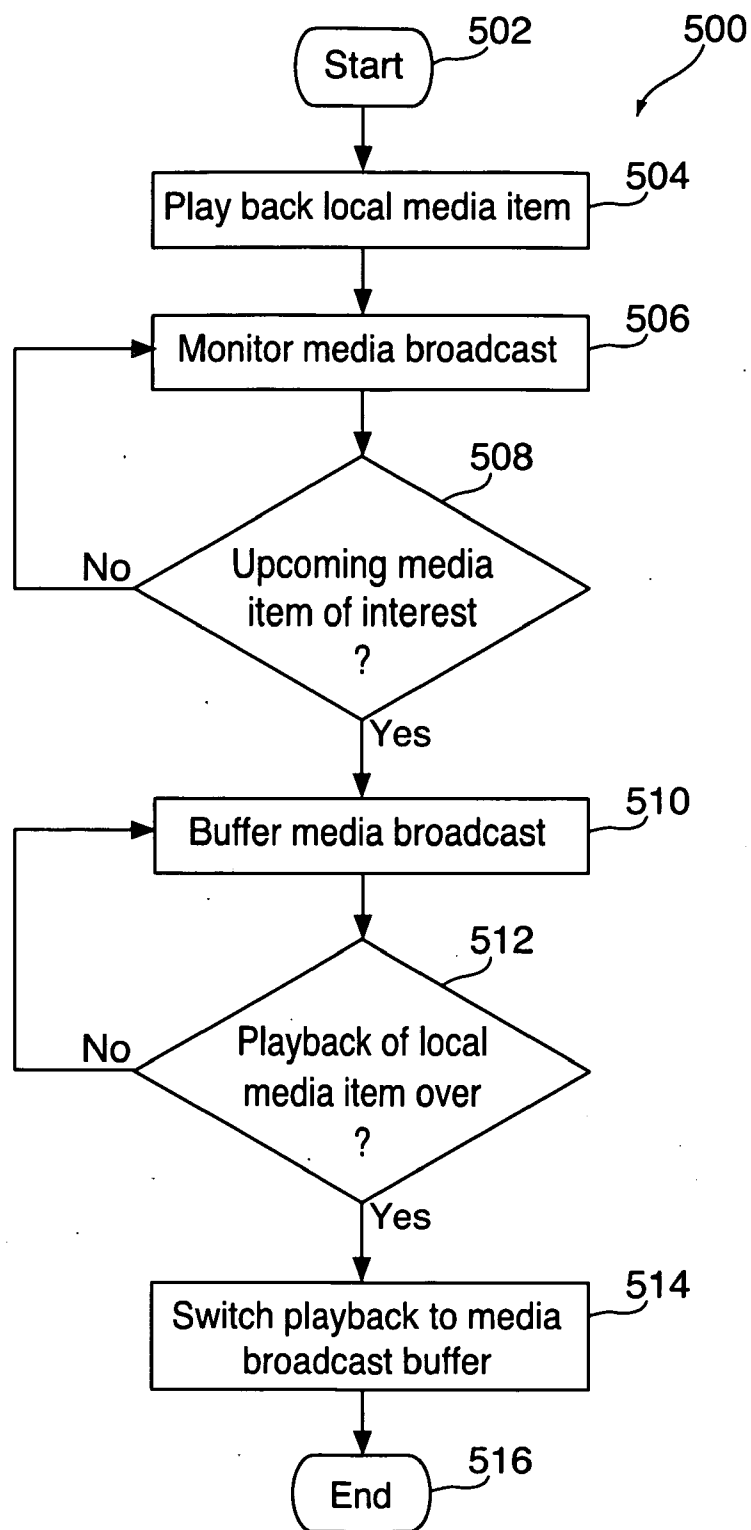 502
500
Start
504
Play back local media item
506
Monitor media broadcast
508
No
Upcoming media
item of interest
?
Yes
510
Buffer media broadcast
512
No
Playback of local
media item over
?
Yes
514
Switch playback to media
broadcast buffer
516
End